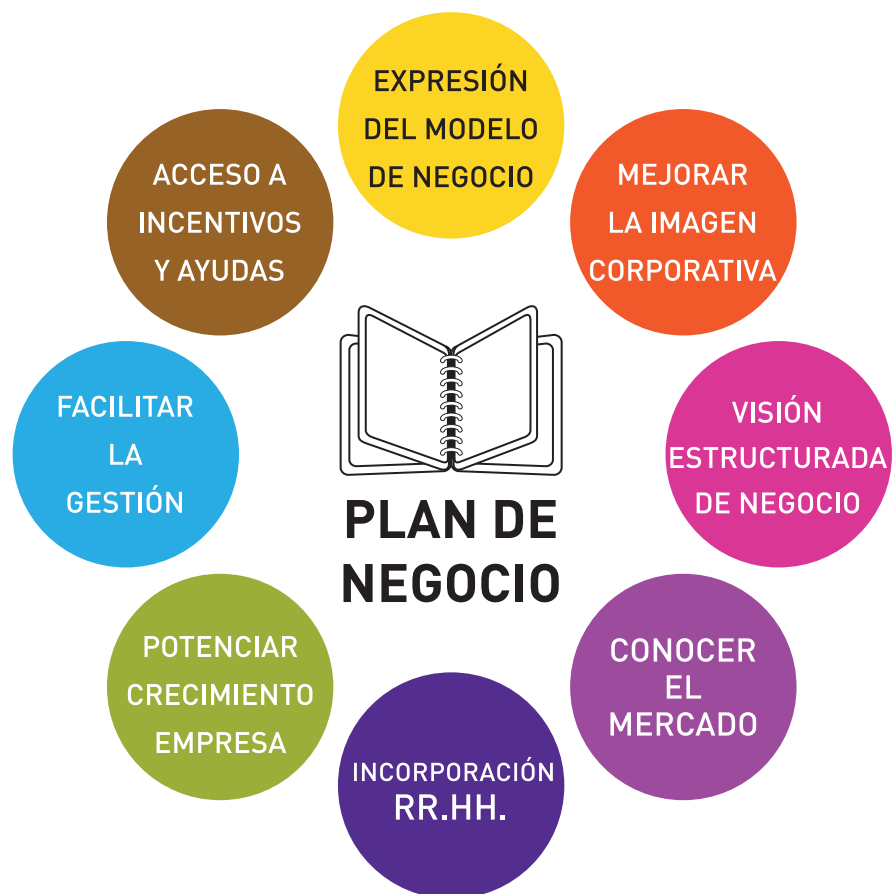 EXPRESIÓN
DEL MODELO
DE NEGOCIO
MEJORAR
LA IMAGEN
CORPORATIVA
VISIÓN
ESTRUCTURADA
DE NEGOCIO
CONOCER
EL
MERCADO
INCORPORACIÓN
RR.HH.
POTENCIAR
CRECIMIENTO
EMPRESA
FACILITAR
LA
GESTIÓN
ACCESO A
INCENTIVOS
Y AYUDAS
PLAN DE
NEGOCIO